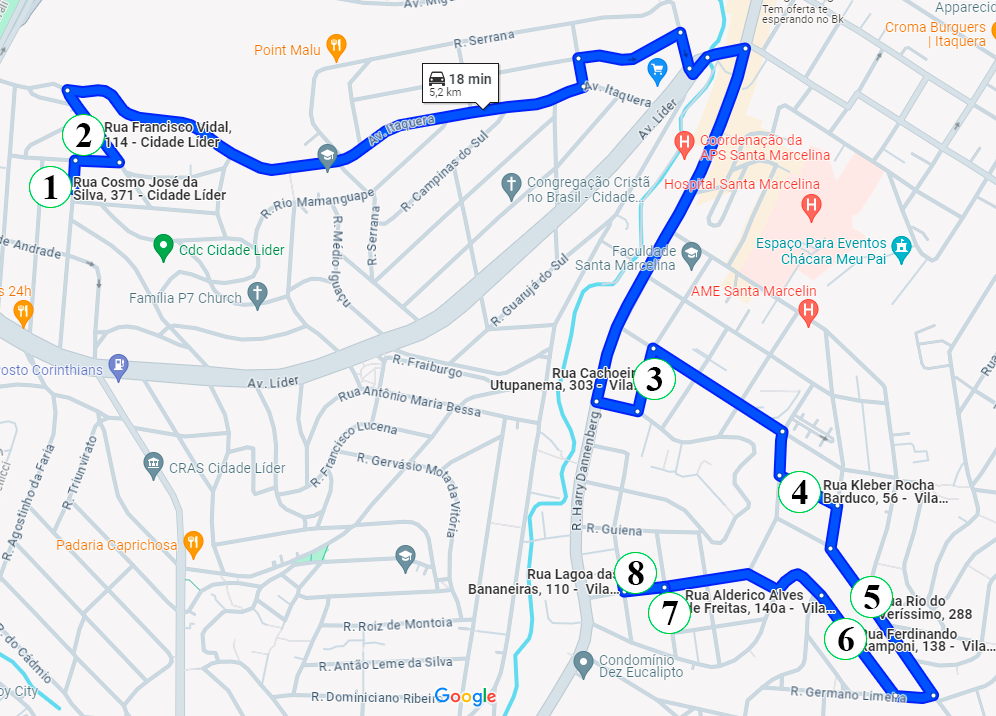 Av. Miguel
Tem oferta te
esperando no Bk
Aparecid
Croma Burguers
| Itaquera
Point Malu
R. Serrana
18 min
5,2 km
Av. Itaquera
Av. Itaquera
Av. Líder
2
Rua Francisco Vidal,
114 - Cidade Líder
Coordenação da
APS Santa Marcelina
R. Campinas do Sul
1
Rua Cosmo José da
Silva, 371 - Cidade Líder
R. Rio Mamanguape
Congregação Cristã
no Brasil - Cidade...
Hospital Santa Marcelina
R. Médio-Iguaçu
R. Serrana
de Andrade
Cdc Cidade Lider
Faculdade
Santa Marcelina
Espaço Para Eventos
Chácara Meu Pai
s 24h
Família P7 Church
R. Guarujá do Sul
AME Santa Marcelin
osto Corinthians
Av. Líder
R. Fraiburgo
Rua Cachoeir
Utupanema, 303 - Vila
3
Rua Antônio Maria Bessa
R. Francisco Lucena
R. Harry Dannenberg
R. Agostinho da Faria
R. Triunvirato
CRAS Cidade Líder
R. Gervásio Mota da Vitória
4
Rua Kleber Rocha
Barduco, 56 - Vila...
Padaria Caprichosa
R. Guiena
8
Rua Lagoa das
Bananeiras, 110 - Vila...
7
Rua Alderico Alves
de Freitas, 140a - Vila...
5
ua Rio do
eríssimo, 288
6
ua Ferdinando
amponi, 138 - Vila...
R. Roiz de Montoia
R. do Cádmio
R. Antão Leme da Silva
Condomínio
Dez Eucalipto
oy City
R. Dominiciano Ribeir
Google
R. Germano Limeira